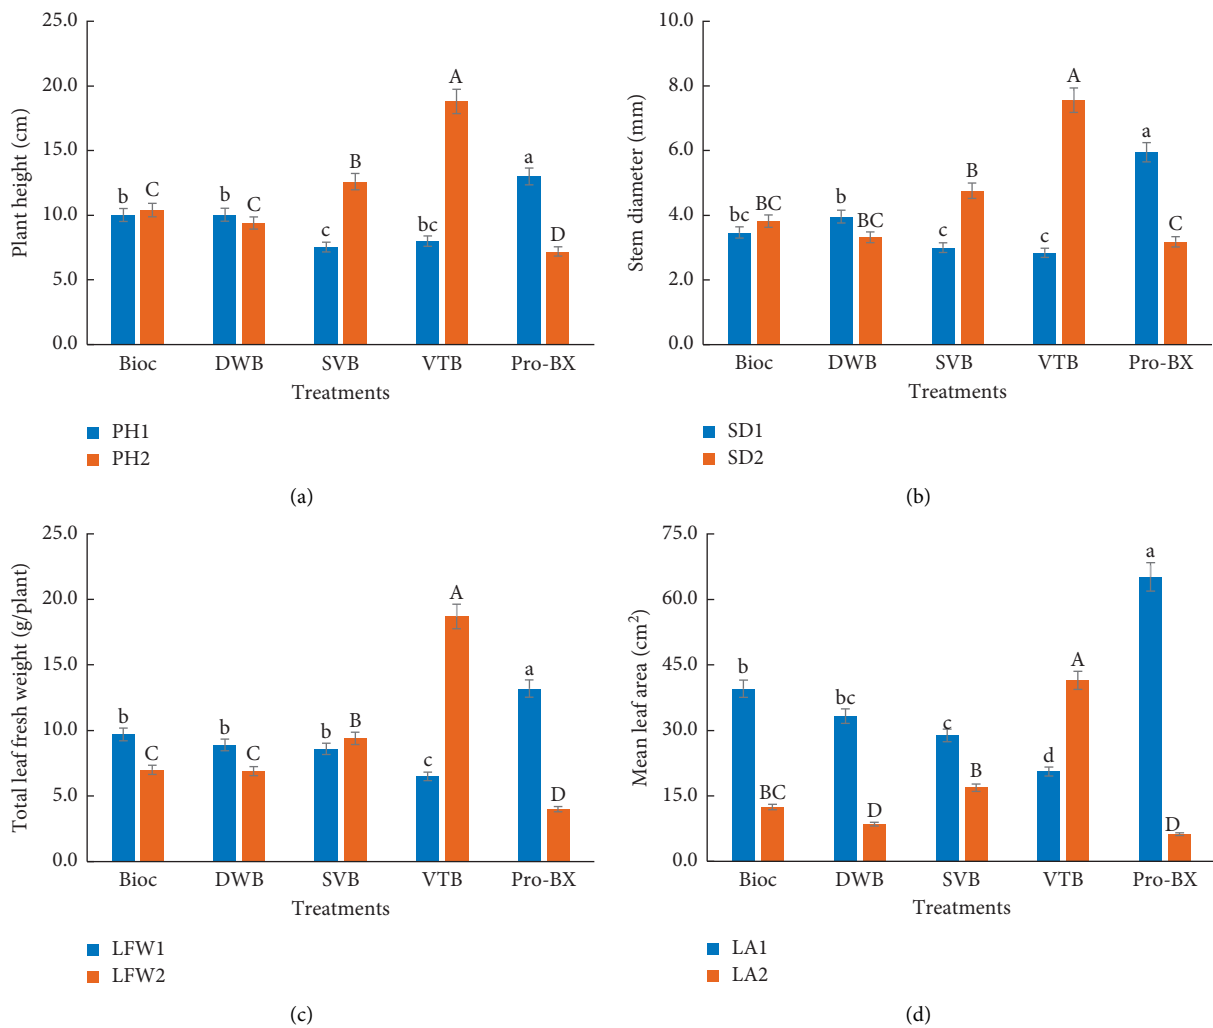 25.0
20.0
15.0
10.0
5.0
0.0
Plant height (cm)
b C b C c B bc A a D
Bioc DWB SVB VTB Pro-BX
Treatments
PH1
PH2
(a)
10.0
8.0
6.0
4.0
2.0
0.0
Stem diameter (mm)
bc BC b BC c B c A a C
Bioc DWB SVB VTB Pro-BX
Treatments
SD1
SD2
(b)
25.0
20.0
15.0
10.0
5.0
0.0
Total leaf fresh weight (g/plant)
b C b C b B c A a D
Bioc DWB SVB VTB Pro-BX
Treatments
LFW1
LFW2
(c)
75.0
60.0
45.0
30.0
15.0
0.0
Mean leaf area (cm²)
b BC bc D c B d A a D
Bioc DWB SVB VTB Pro-BX
Treatments
LA1
LA2
(d)